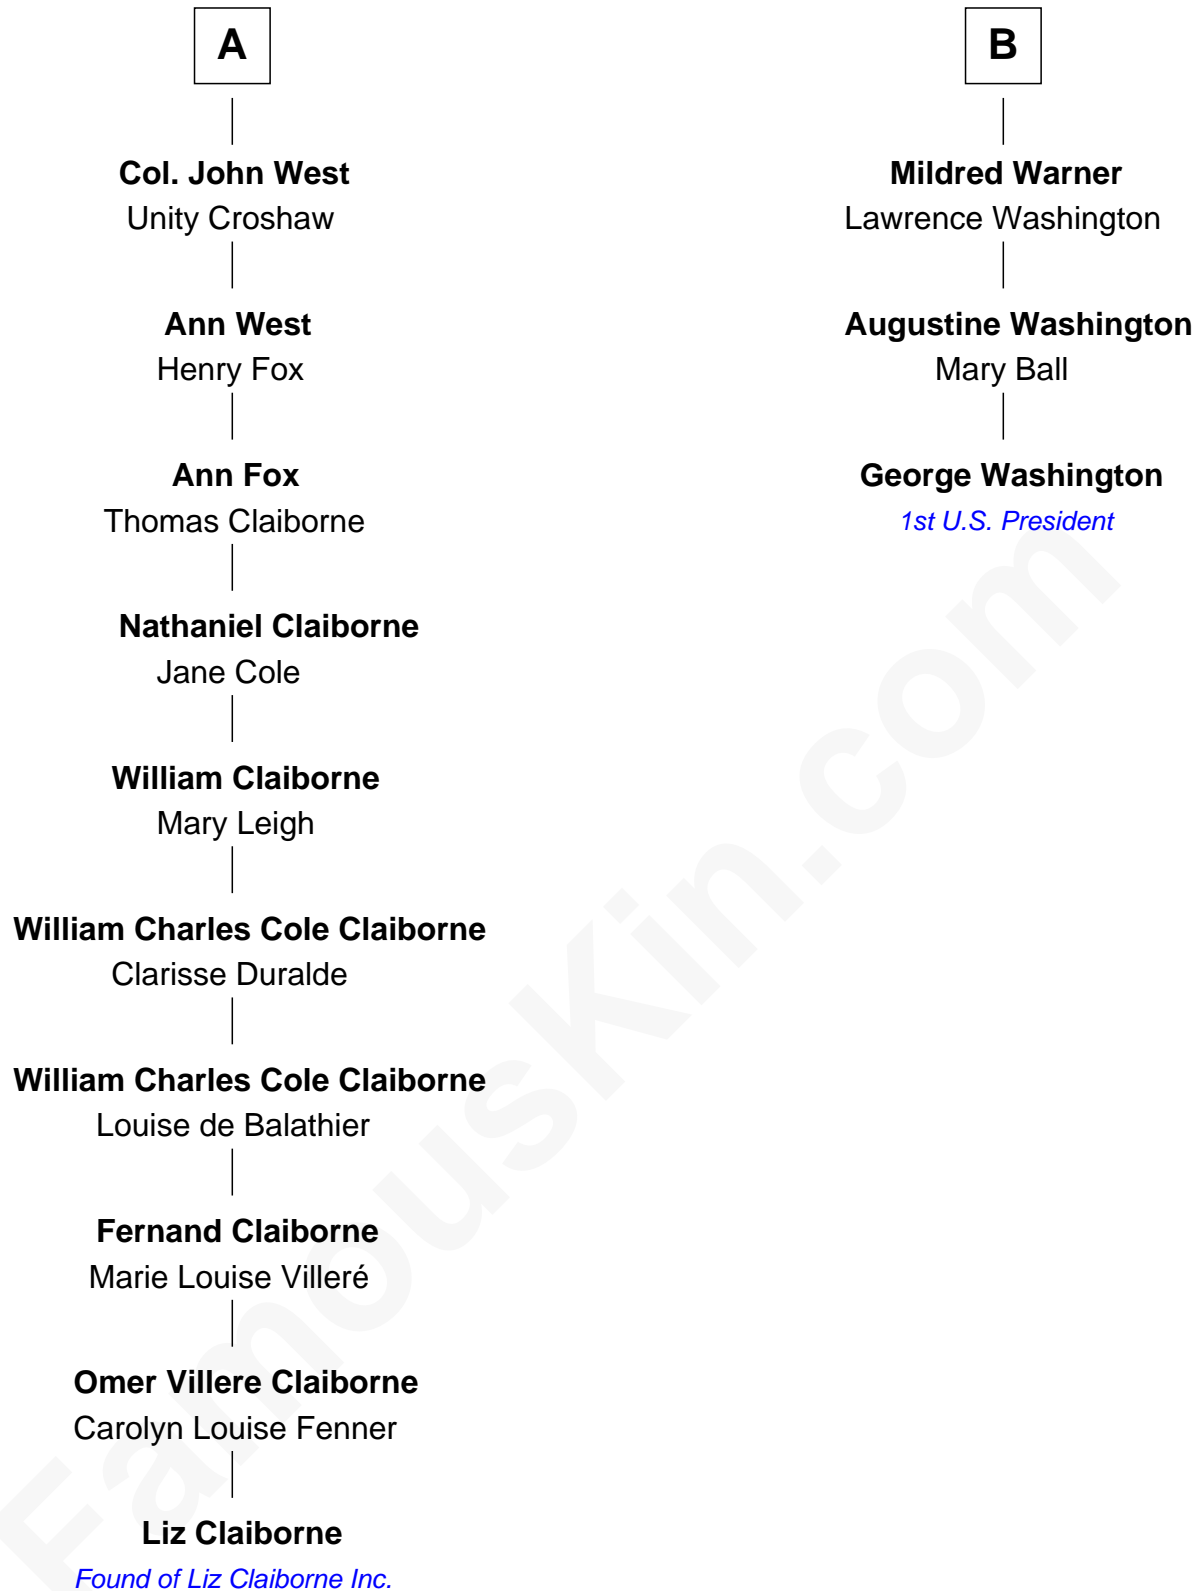 A
Col. John West
Unity Croshaw
Ann West
Henry Fox
Ann Fox
Thomas Claiborne
Nathaniel Claiborne
Jane Cole
William Claiborne
Mary Leigh
William Charles Cole Claiborne
Clarisse Duralde
William Charles Cole Claiborne
Louise de Balathier
Fernand Claiborne
Marie Louise Villeré
Omer Villere Claiborne
Carolyn Louise Fenner
Liz Claiborne
Found of Liz Claiborne Inc.
B
Mildred Warner
Lawrence Washington
Augustine Washington
Mary Ball
George Washington
1st U.S. President
FamousKin.com